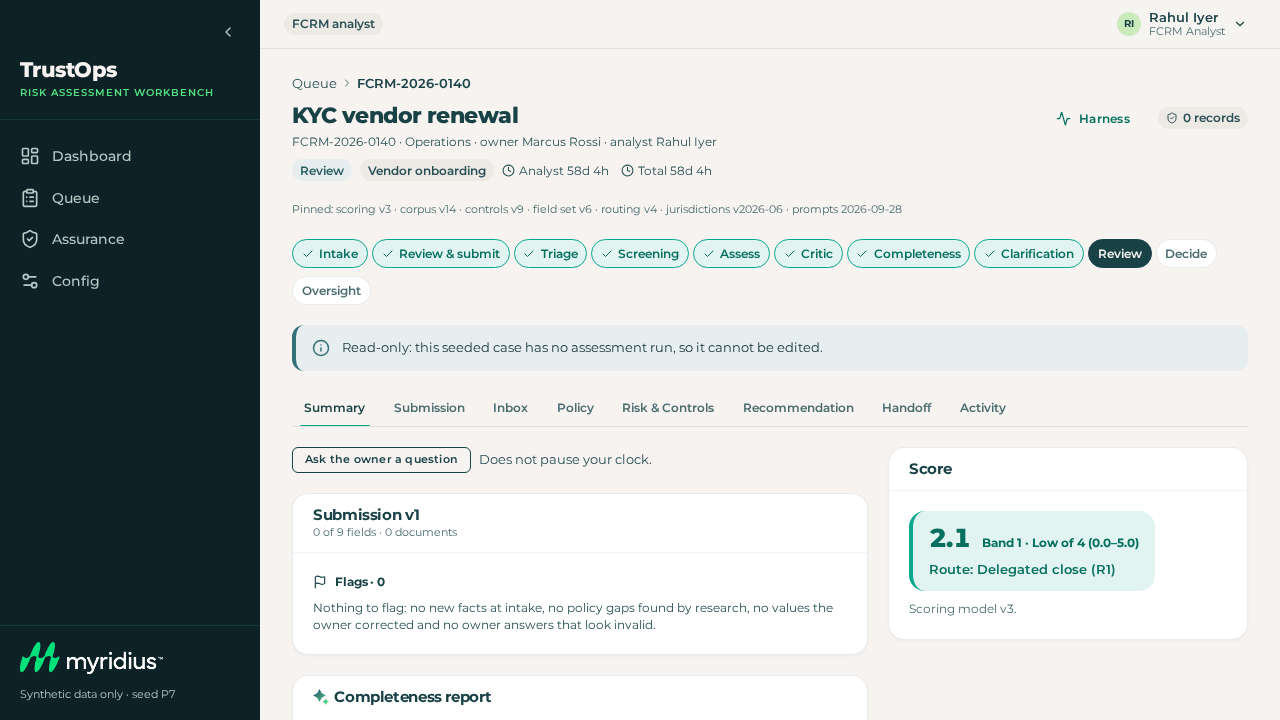 TrustOps
RISK ASSESSMENT WORKBENCH
Dashboard
Queue
Assurance
Config
myridius™
Synthetic data only · seed P7
FCRM analyst
RI
Rahul Iyer
FCRM Analyst
Queue
FCRM-2026-0140
KYC vendor renewal
Harness
0 records
FCRM-2026-0140 · Operations · owner Marcus Rossi · analyst Rahul Iyer
Review
Vendor onboarding
Analyst 58d 4h
Total 58d 4h
Pinned: scoring v3 · corpus v14 · controls v9 · field set v6 · routing v4 · jurisdictions v2026-06 · prompts 2026-09-28
Intake
Review & submit
Triage
Screening
Assess
Critic
Completeness
Clarification
Review
Decide
Oversight
Read-only: this seeded case has no assessment run, so it cannot be edited.
Summary
Submission
Inbox
Policy
Risk & Controls
Recommendation
Handoff
Activity
Ask the owner a question
Does not pause your clock.
Submission v1
0 of 9 fields · 0 documents
Flags · 0
Nothing to flag: no new facts at intake, no policy gaps found by research, no values the
owner corrected and no owner answers that look invalid.
Completeness report
Score
2.1 Band 1 · Low of 4 (0.0–5.0)
Route: Delegated close (R1)
Scoring model v3.